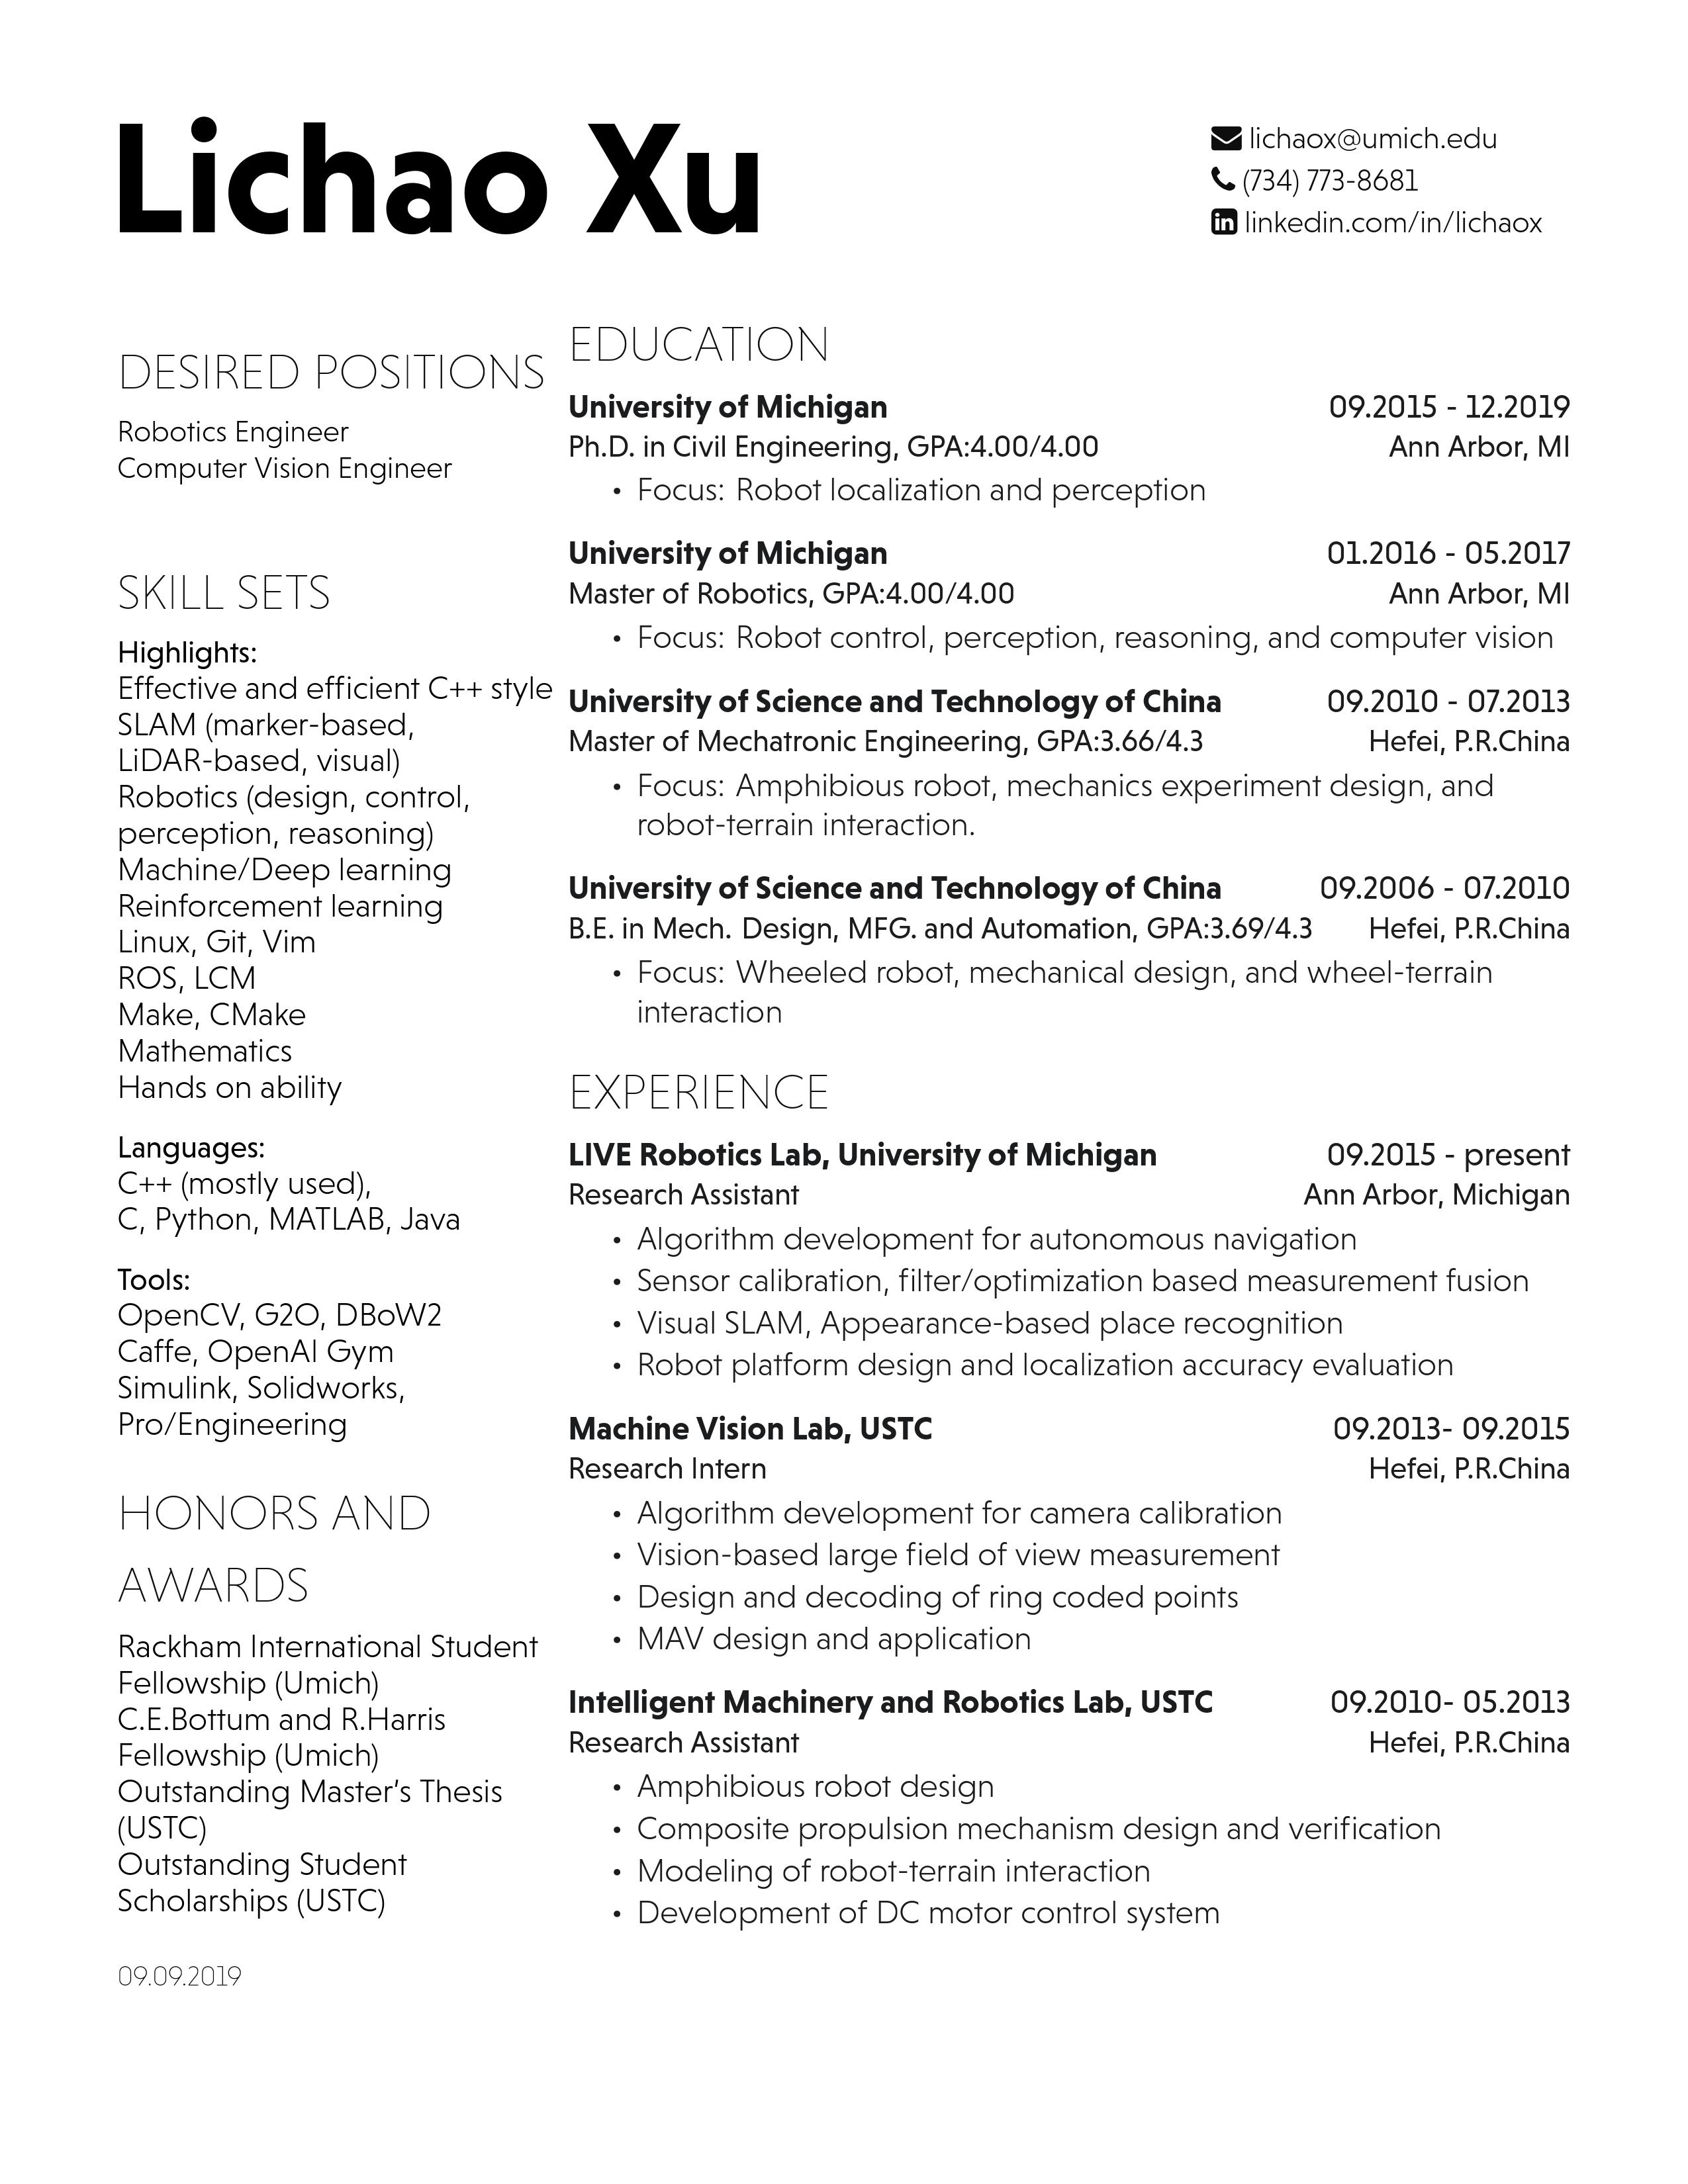 Lichao Xu
lichaox@umich.edu
(734) 773-8681
linkedin.com/in/lichaox
DESIRED POSITIONS
Robotics Engineer
Computer Vision Engineer
SKILL SETS
Highlights:
Effective and efficient C++ style
SLAM (marker-based,
LiDAR-based, visual)
Robotics (design, control,
perception, reasoning)
Machine/Deep learning
Reinforcement learning
Linux, Git, Vim
ROS, LCM
Make, CMake
Mathematics
Hands on ability
Languages:
C++ (mostly used),
C, Python, MATLAB, Java
Tools:
OpenCV, G2O, DBoW2
Caffe, OpenAI Gym
Simulink, Solidworks,
Pro/Engineering
HONORS AND
AWARDS
Rackham International Student
Fellowship (Umich)
C.E.Bottum and R.Harris
Fellowship (Umich)
Outstanding Master's Thesis
(USTC)
Outstanding Student
Scholarships (USTC)
09.09.2019
EDUCATION
University of Michigan 09.2015 - 12.2019
Ph.D. in Civil Engineering, GPA:4.00/4.00 Ann Arbor, MI
• Focus: Robot localization and perception
University of Michigan 01.2016 - 05.2017
Master of Robotics, GPA:4.00/4.00 Ann Arbor, MI
• Focus: Robot control, perception, reasoning, and computer vision
University of Science and Technology of China 09.2010 - 07.2013
Master of Mechatronic Engineering, GPA:3.66/4.3 Hefei, P.R.China
• Focus: Amphibious robot, mechanics experiment design, and
robot-terrain interaction.
University of Science and Technology of China 09.2006 - 07.2010
B.E. in Mech. Design, MFG. and Automation, GPA:3.69/4.3 Hefei, P.R.China
• Focus: Wheeled robot, mechanical design, and wheel-terrain
interaction
EXPERIENCE
LIVE Robotics Lab, University of Michigan 09.2015 - present
Research Assistant Ann Arbor, Michigan
• Algorithm development for autonomous navigation
• Sensor calibration, filter/optimization based measurement fusion
• Visual SLAM, Appearance-based place recognition
• Robot platform design and localization accuracy evaluation
Machine Vision Lab, USTC 09.2013- 09.2015
Research Intern Hefei, P.R.China
• Algorithm development for camera calibration
• Vision-based large field of view measurement
• Design and decoding of ring coded points
• MAV design and application
Intelligent Machinery and Robotics Lab, USTC 09.2010- 05.2013
Research Assistant Hefei, P.R.China
• Amphibious robot design
• Composite propulsion mechanism design and verification
• Modeling of robot-terrain interaction
• Development of DC motor control system